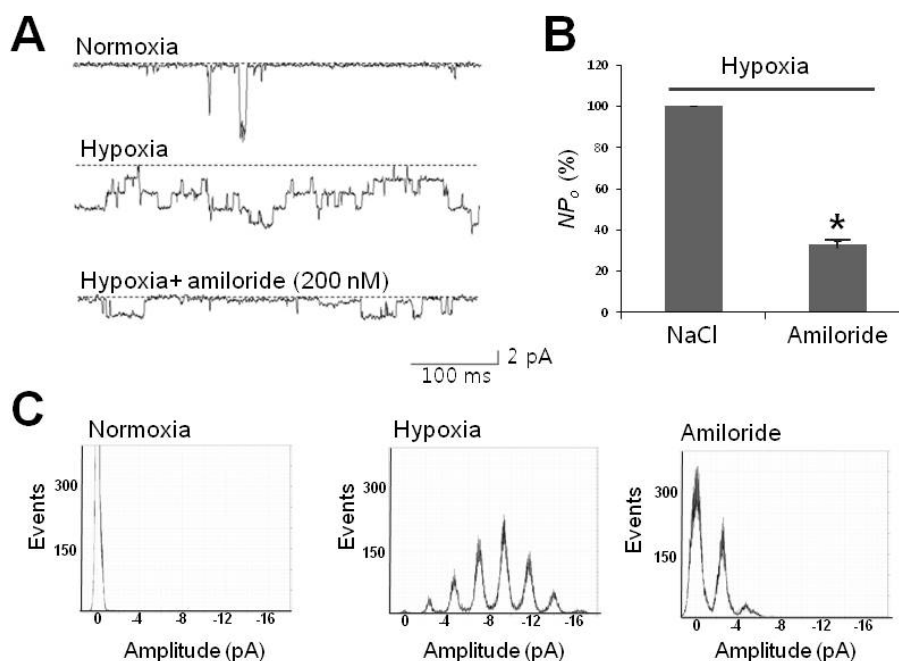 A
Normoxia
Hypoxia
Hypoxia+ amiloride (200 nM)
2 pA
100 ms
B
Hypoxia
120
100
80
60
40
20
0
NPo (%)
*
NaCl Amiloride
C
Normoxia
300
150
Events
0 -4 -8 -12 -16
Amplitude (pA)
Hypoxia
300
150
Events
0 -4 -8 -12 -16
Amplitude (pA)
Amiloride
300
150
Events
0 -4 -8 -12 -16
Amplitude (pA)